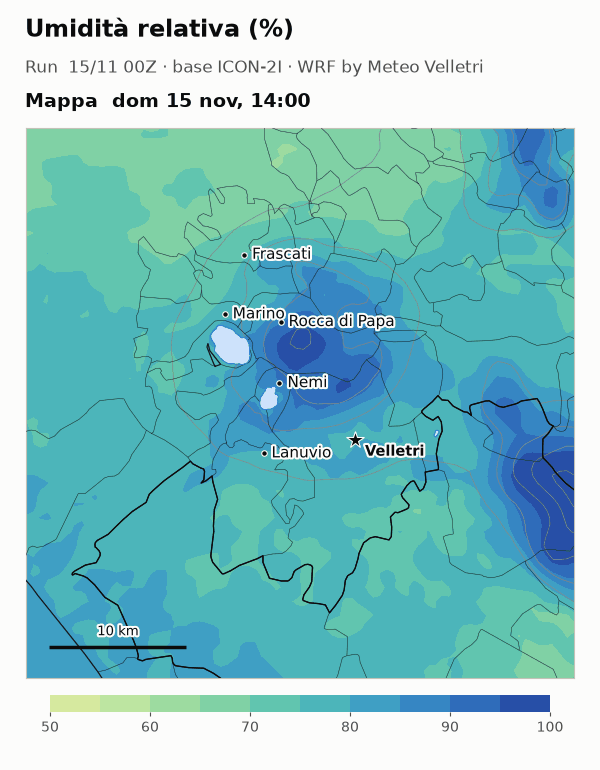 Umidità relativa (%)
Run  15/11 00Z · base ICON-2I · WRF by Meteo Velletri
Mappa  dom 15 nov, 14:00
Frascati
Marino
Rocca di Papa
Nemi
Velletri
Lanuvio
10 km
50 60 70 80 90 100